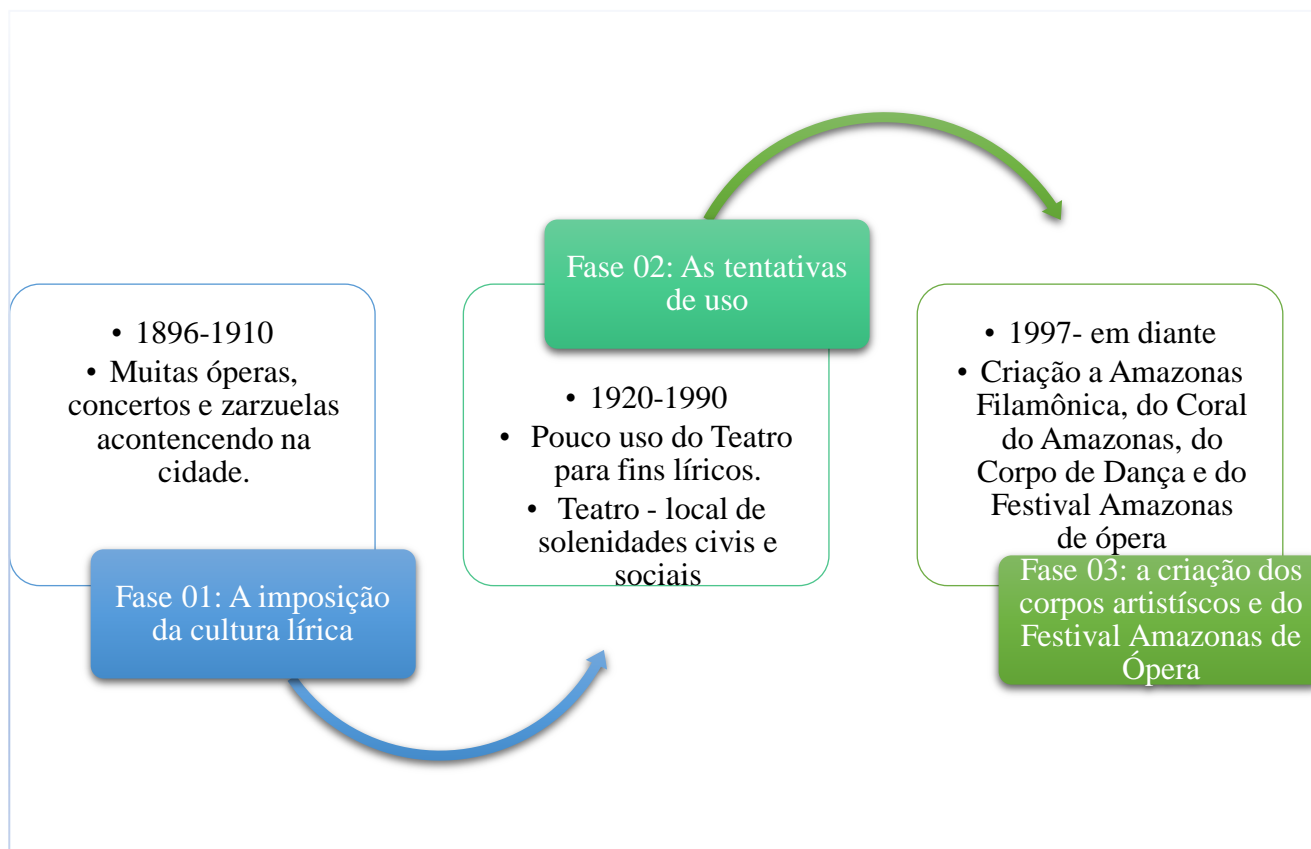 • 1896-1910
• Muitas óperas,
concertos e zarzuelas
acontencendo na
cidade.
Fase 01: A imposição
da cultura lírica
Fase 02: As tentativas
de uso
• 1920-1990
• Pouco uso do Teatro
para fins líricos.
• Teatro - local de
solenidades civis e
sociais
• 1997- em diante
• Criação a Amazonas
Filamônica, do Coral
do Amazonas, do
Corpo de Dança e do
Festival Amazonas
de ópera
Fase 03: a criação dos
corpos artistíscos e do
Festival Amazonas de
Ópera